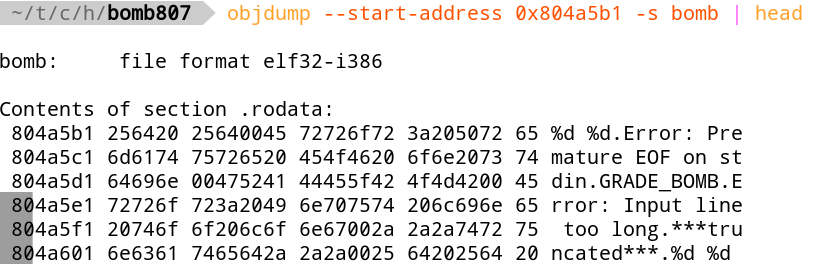 ~/t/c/h/bomb807 objdump --start-address 0x804a5b1 -s bomb | head
bomb:     file format elf32-i386
Contents of section .rodata:
 804a5b1 256420 25640045 72726f72 3a205072 65 %d %d.Error: Pre
 804a5c1 6d6174 75726520 454f4620 6f6e2073 74 mature EOF on st
 804a5d1 64696e 00475241 44455f42 4f4d4200 45 din.GRADE_BOMB.E
 804a5e1 72726f 723a2049 6e707574 206c696e 65 rror: Input line
 804a5f1 20746f 6f206c6f 6e67002a 2a2a7472 75  too long.***tru
 804a601 6e6361 7465642a 2a2a0025 64202564 20 ncated***.%d %d